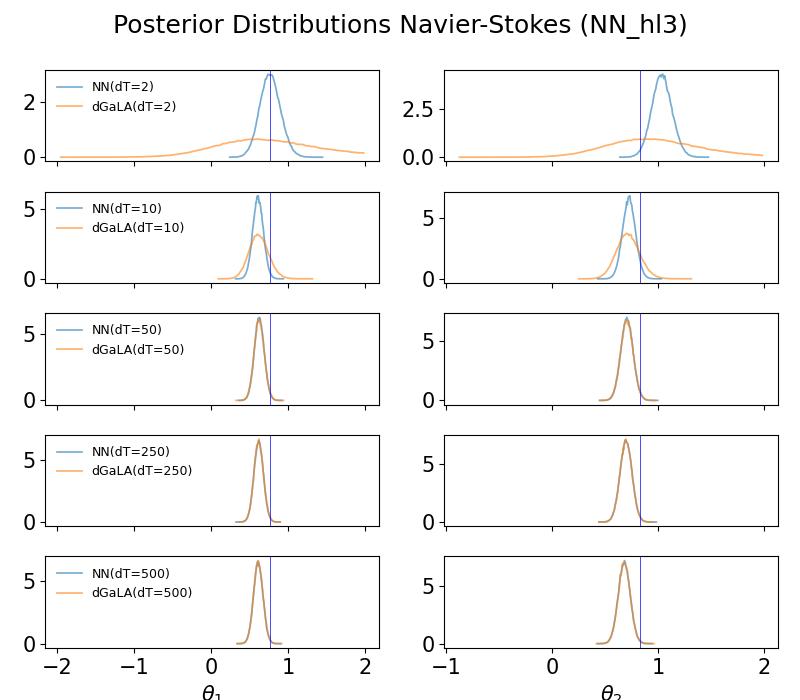 Posterior Distributions Navier-Stokes (NN_hl3)
2
0
NN(dT=2)
dGaLA(dT=2)
2.5
0.0
5
0
NN(dT=10)
dGaLA(dT=10)
5
0
5
0
NN(dT=50)
dGaLA(dT=50)
5
0
5
0
NN(dT=250)
dGaLA(dT=250)
5
0
5
0
NN(dT=500)
dGaLA(dT=500)
5
0
−2 −1 0 1 2
−1 0 1 2
θ1
θ2